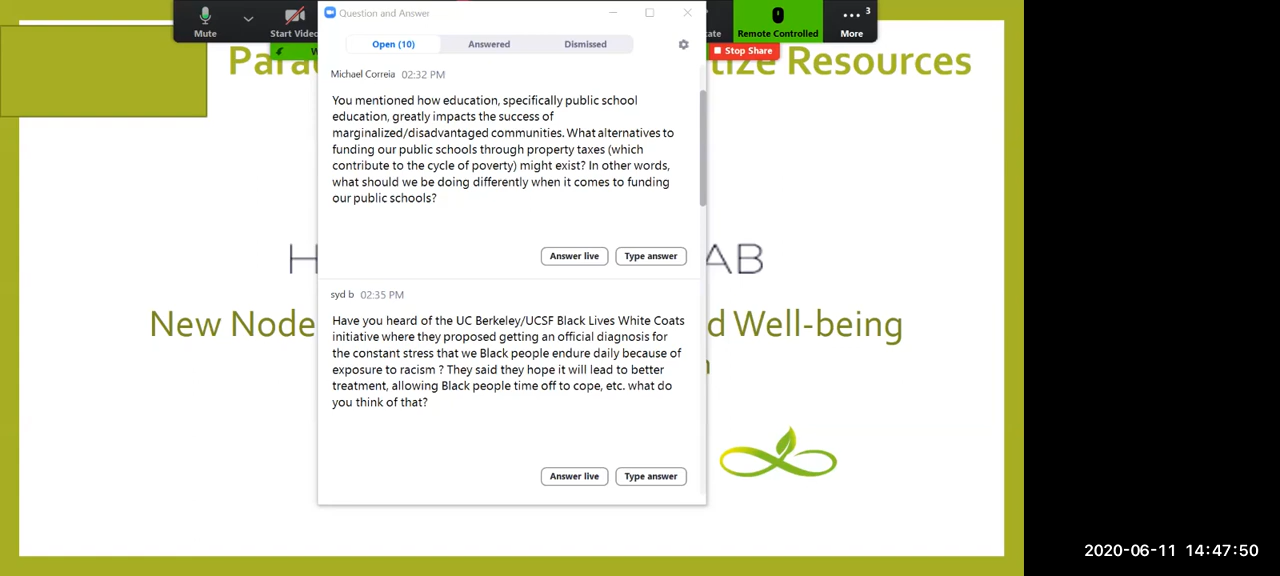 Mute
Start Video
Question and Answer
Remote Controlled
3
More
Stop Share
Open (10)
Answered
Dismissed
Resources
Michael Correia 02:32 PM
You mentioned how education, specifically public school
education, greatly impacts the success of
marginalized/disadvantaged communities. What alternatives to
funding our public schools through property taxes (which
contribute to the cycle of poverty) might exist? In other words,
what should we be doing differently when it comes to funding
our public schools?
Answer live
Type answer
AB
New Node
d Well-being
syd b 02:35 PM
Have you heard of the UC Berkeley/UCSF Black Lives White Coats
initiative where they proposed getting an official diagnosis for
the constant stress that we Black people endure daily because of
exposure to racism ? They said they hope it will lead to better
treatment, allowing Black people time off to cope, etc. what do
you think of that?
Answer live
Type answer
2020-06-11 14:47:50